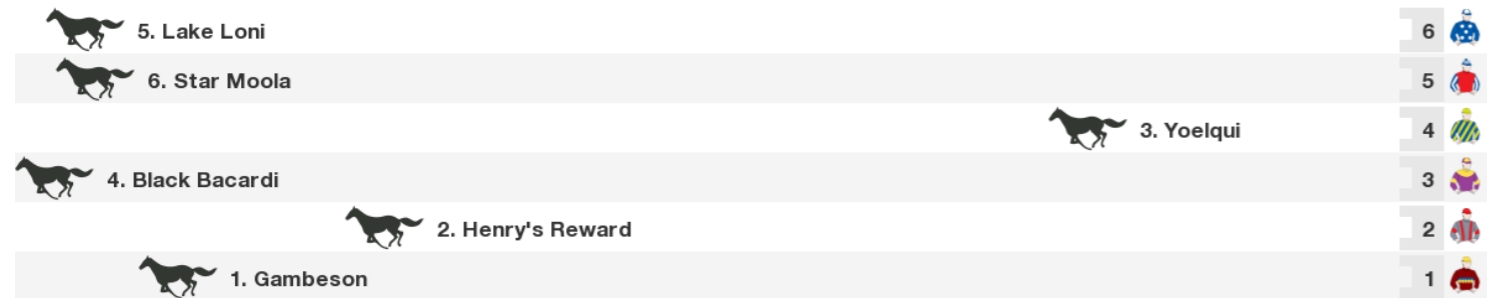 5. Lake Loni 6
6. Star Moola 5
3. Yoelqui 4
4. Black Bacardi 3
2. Henry's Reward 2
1. Gambeson 1